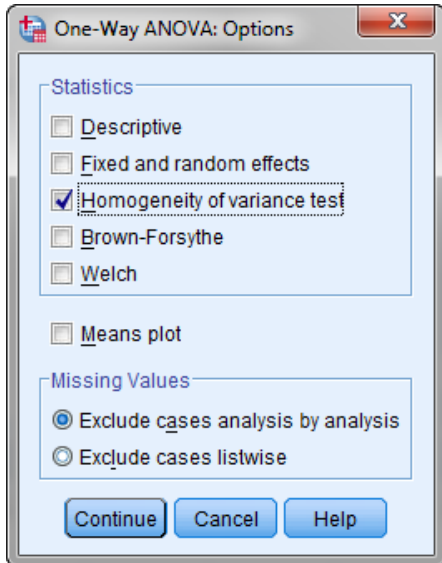 One-Way ANOVA: Options
Statistics
Descriptive
Fixed and random effects
Homogeneity of variance test
Brown-Forsythe
Welch
Means plot
Missing Values
Exclude cases analysis by analysis
Exclude cases listwise
Continue Cancel Help